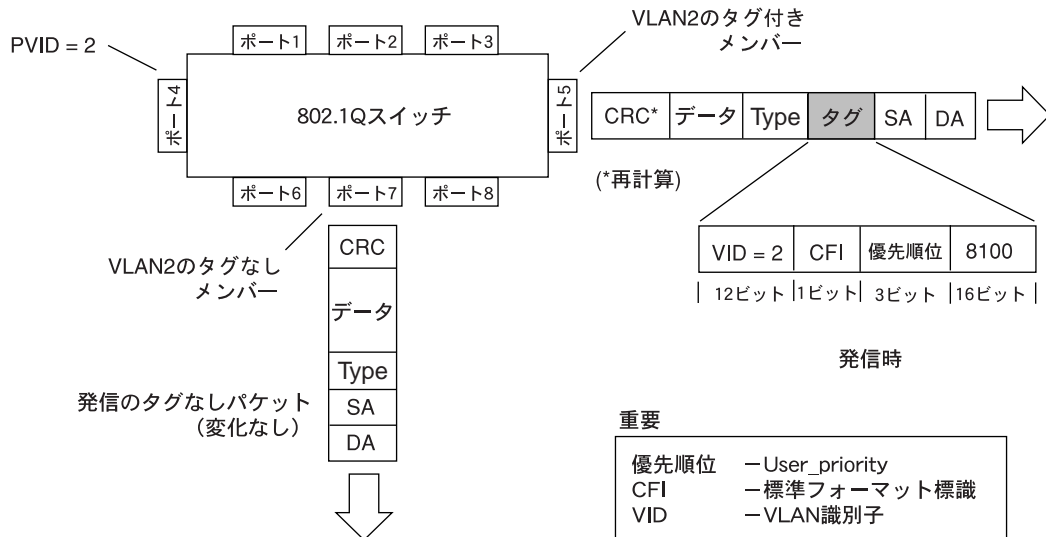 PVID = 2
ポート1
ポート2
ポート3
VLAN2のタグ付き
メンバー
ポート4
802.1Qスイッチ
ポート5
CRC*
データ
Type
タグ
SA
DA
(*再計算)
ポート6
ポート7
ポート8
VLAN2のタグなし
メンバー
CRC
データ
Type
SA
DA
発信のタグなしパケット
（変化なし）
VID = 2
CFI
優先順位
8100
12ビット
1ビット
3ビット
16ビット
発信時
重要
優先順位 －User_priority
CFI －標準フォーマット標識
VID －VLAN識別子